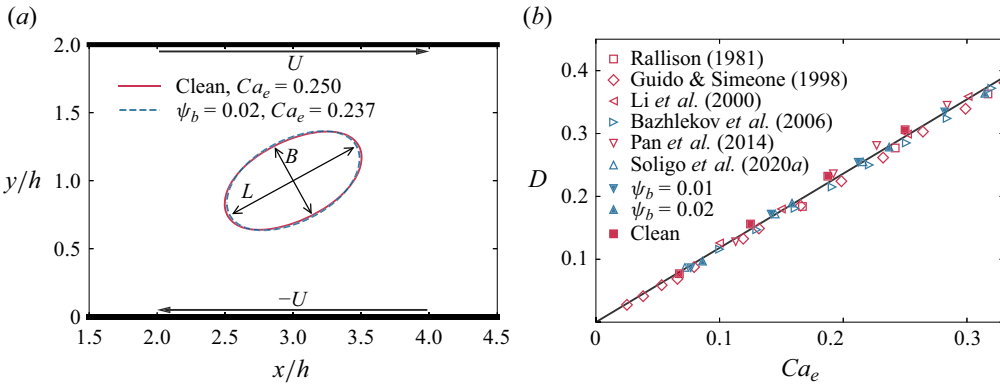 (a)
2.0
U
Clean, Ca_e = 0.250
ψ_b = 0.02, Ca_e = 0.237
1.5
B
y/h
1.0
L
0.5
−U
0
1.5
2.0
2.5
3.0
3.5
4.0
4.5
x/h
(b)
Rallison (1981)
0.4
Guido & Simeone (1998)
Li et al. (2000)
Bazhlekov et al. (2006)
0.3
Pan et al. (2014)
Soligo et al. (2020a)
D
0.2
ψ_b = 0.01
ψ_b = 0.02
Clean
0.1
0
0.1
0.2
0.3
Ca_e